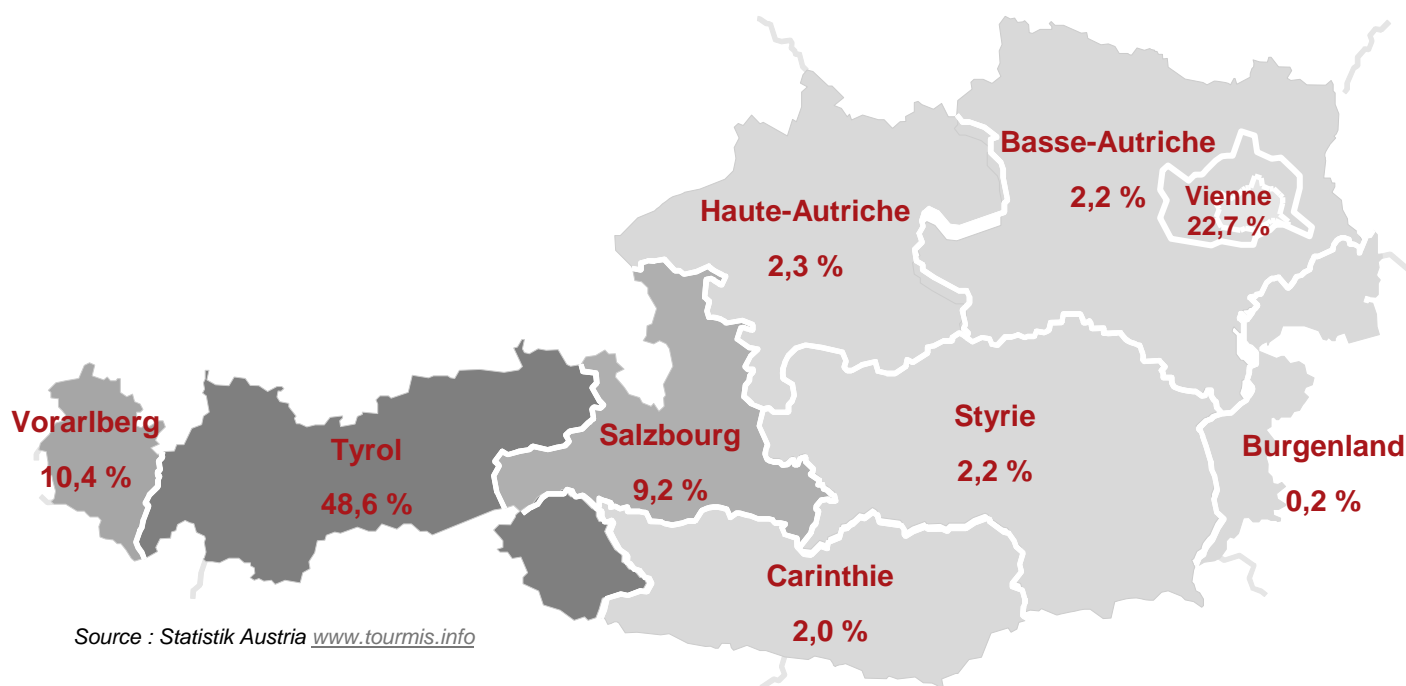 Basse-Autriche
2,2 %
Vienne
22,7 %
Haute-Autriche
2,3 %
Vorarlberg
10,4 %
Tyrol
48,6 %
Salzbourg
9,2 %
Styrie
2,2 %
Burgenland
0,2 %
Carinthie
2,0 %
Source : Statistik Austria www.tourmis.info